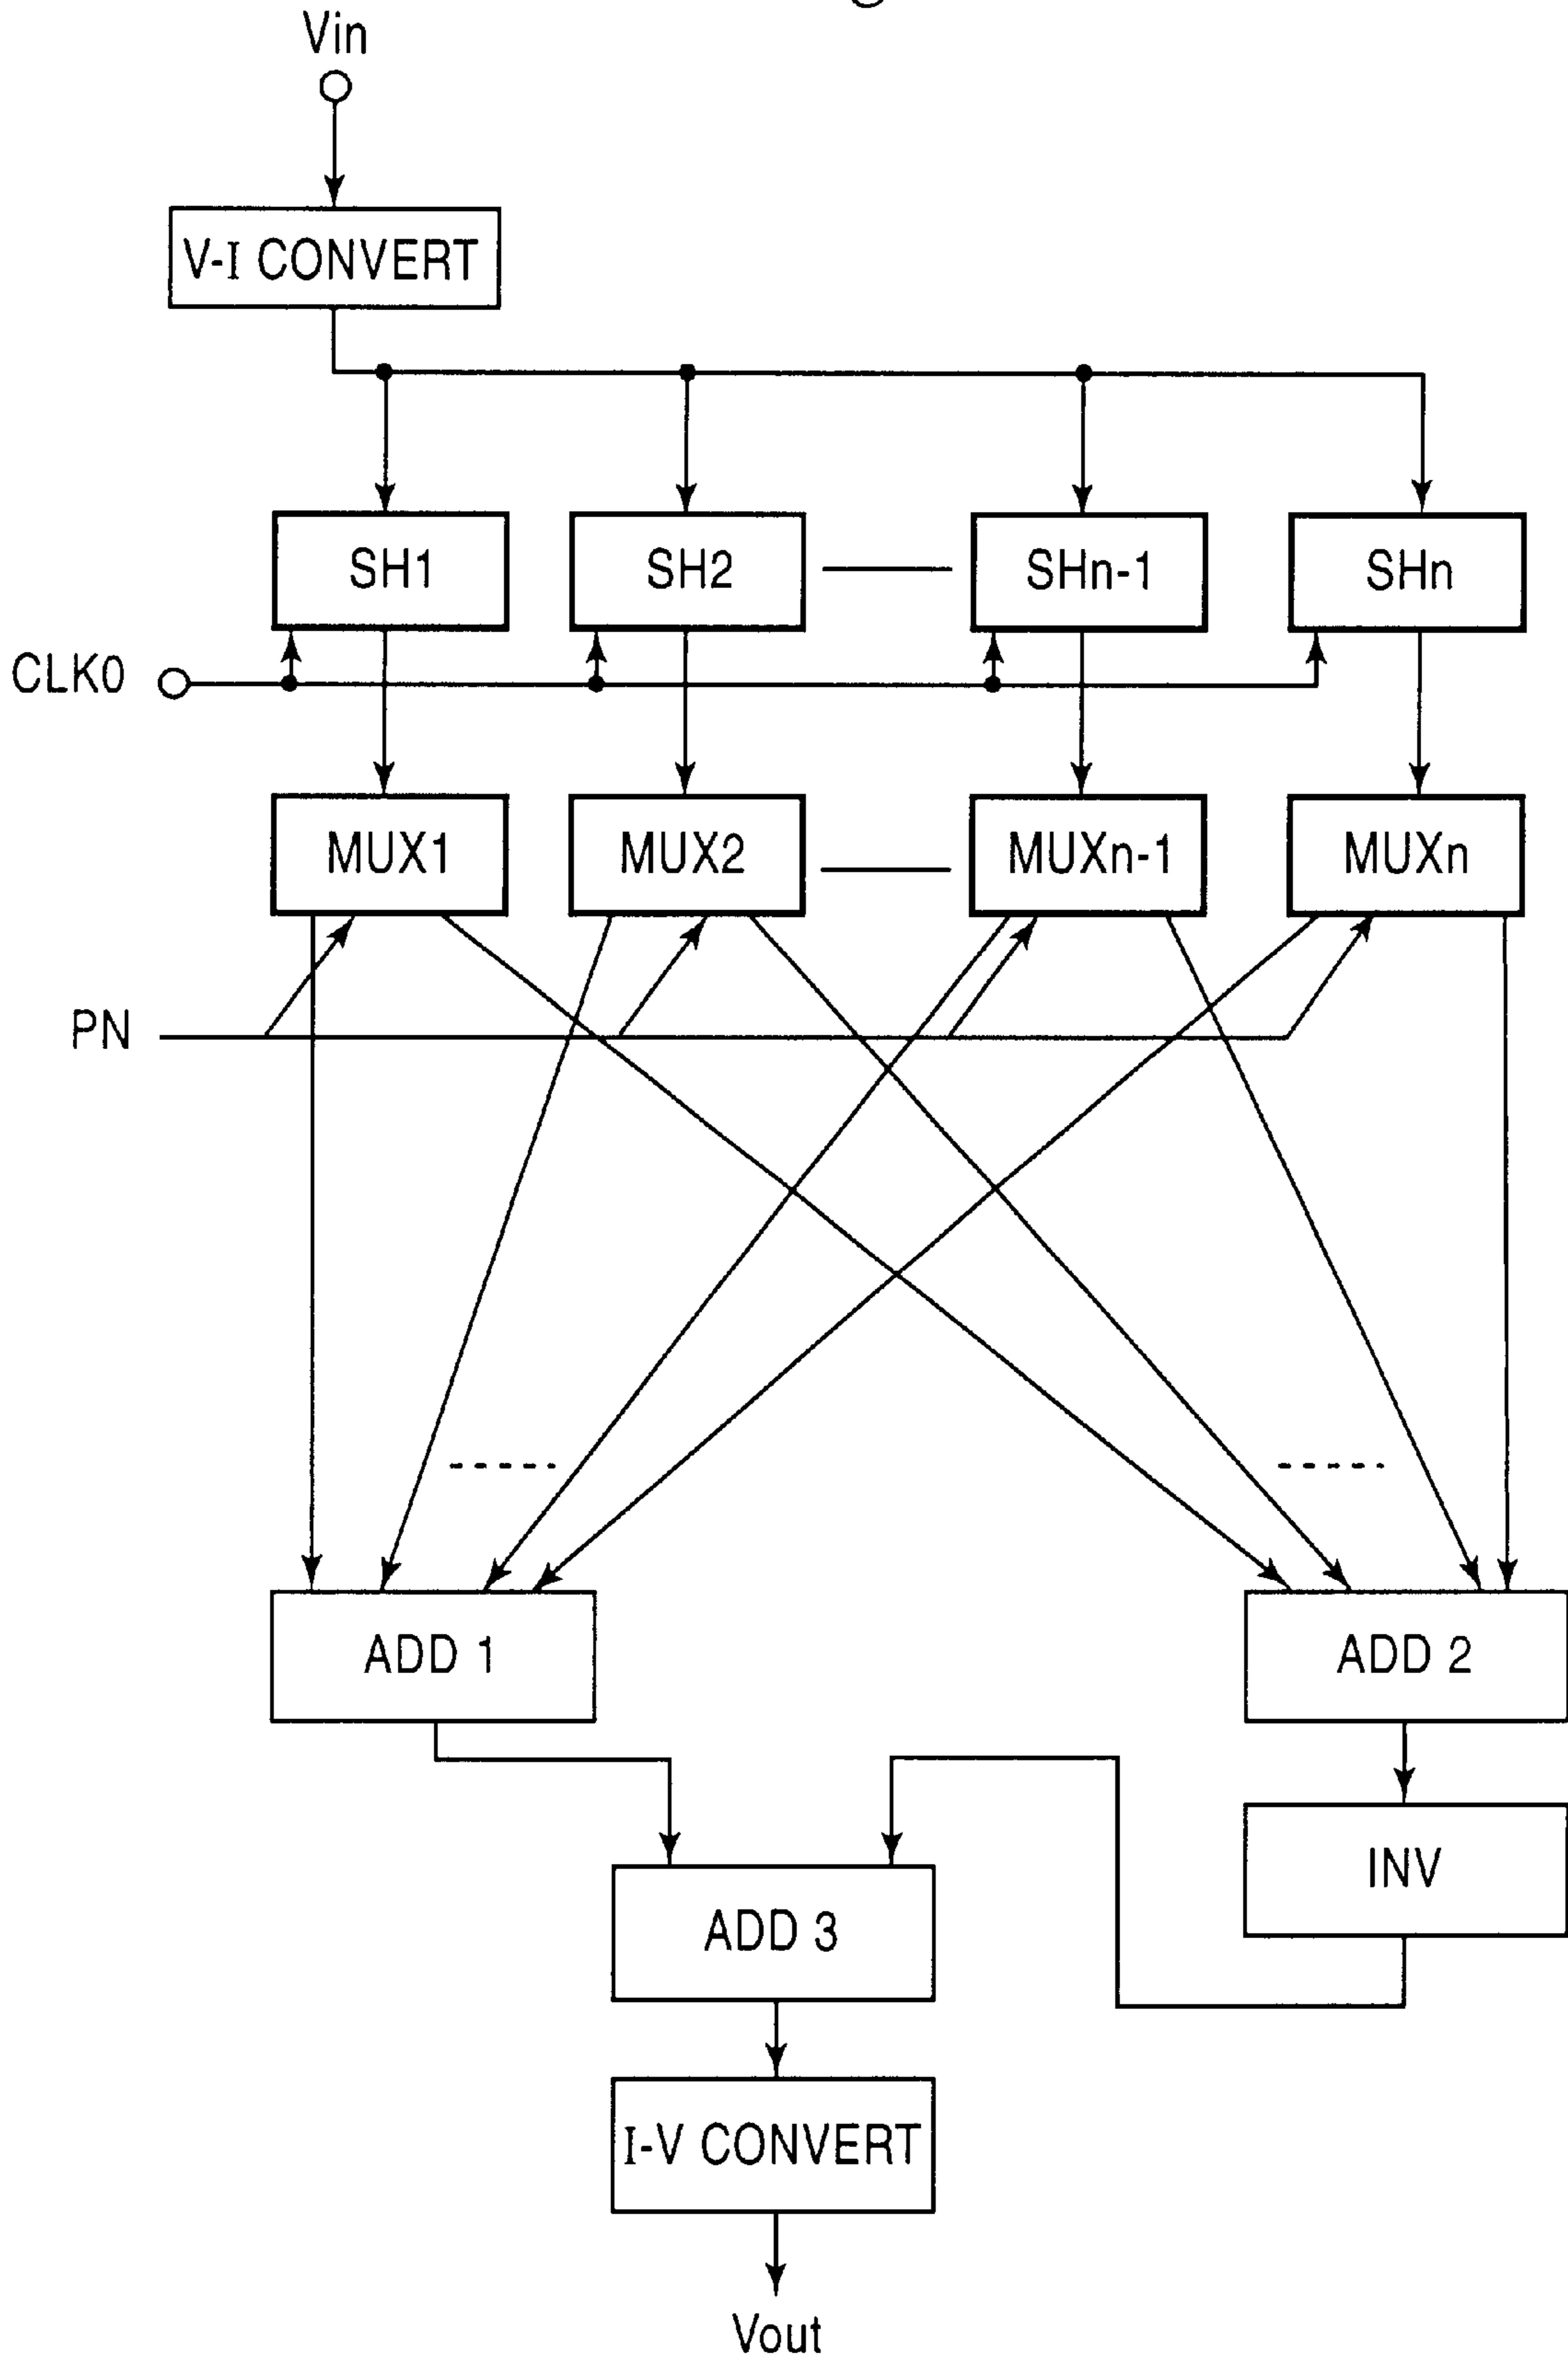 Vin
V-I CONVERT
SH1 SH2 SHn-1 SHn
CLK0
MUX1 MUX2 MUXn-1 MUXn
PN
ADD 1 ADD 2
INV
ADD 3
I-V CONVERT
Vout